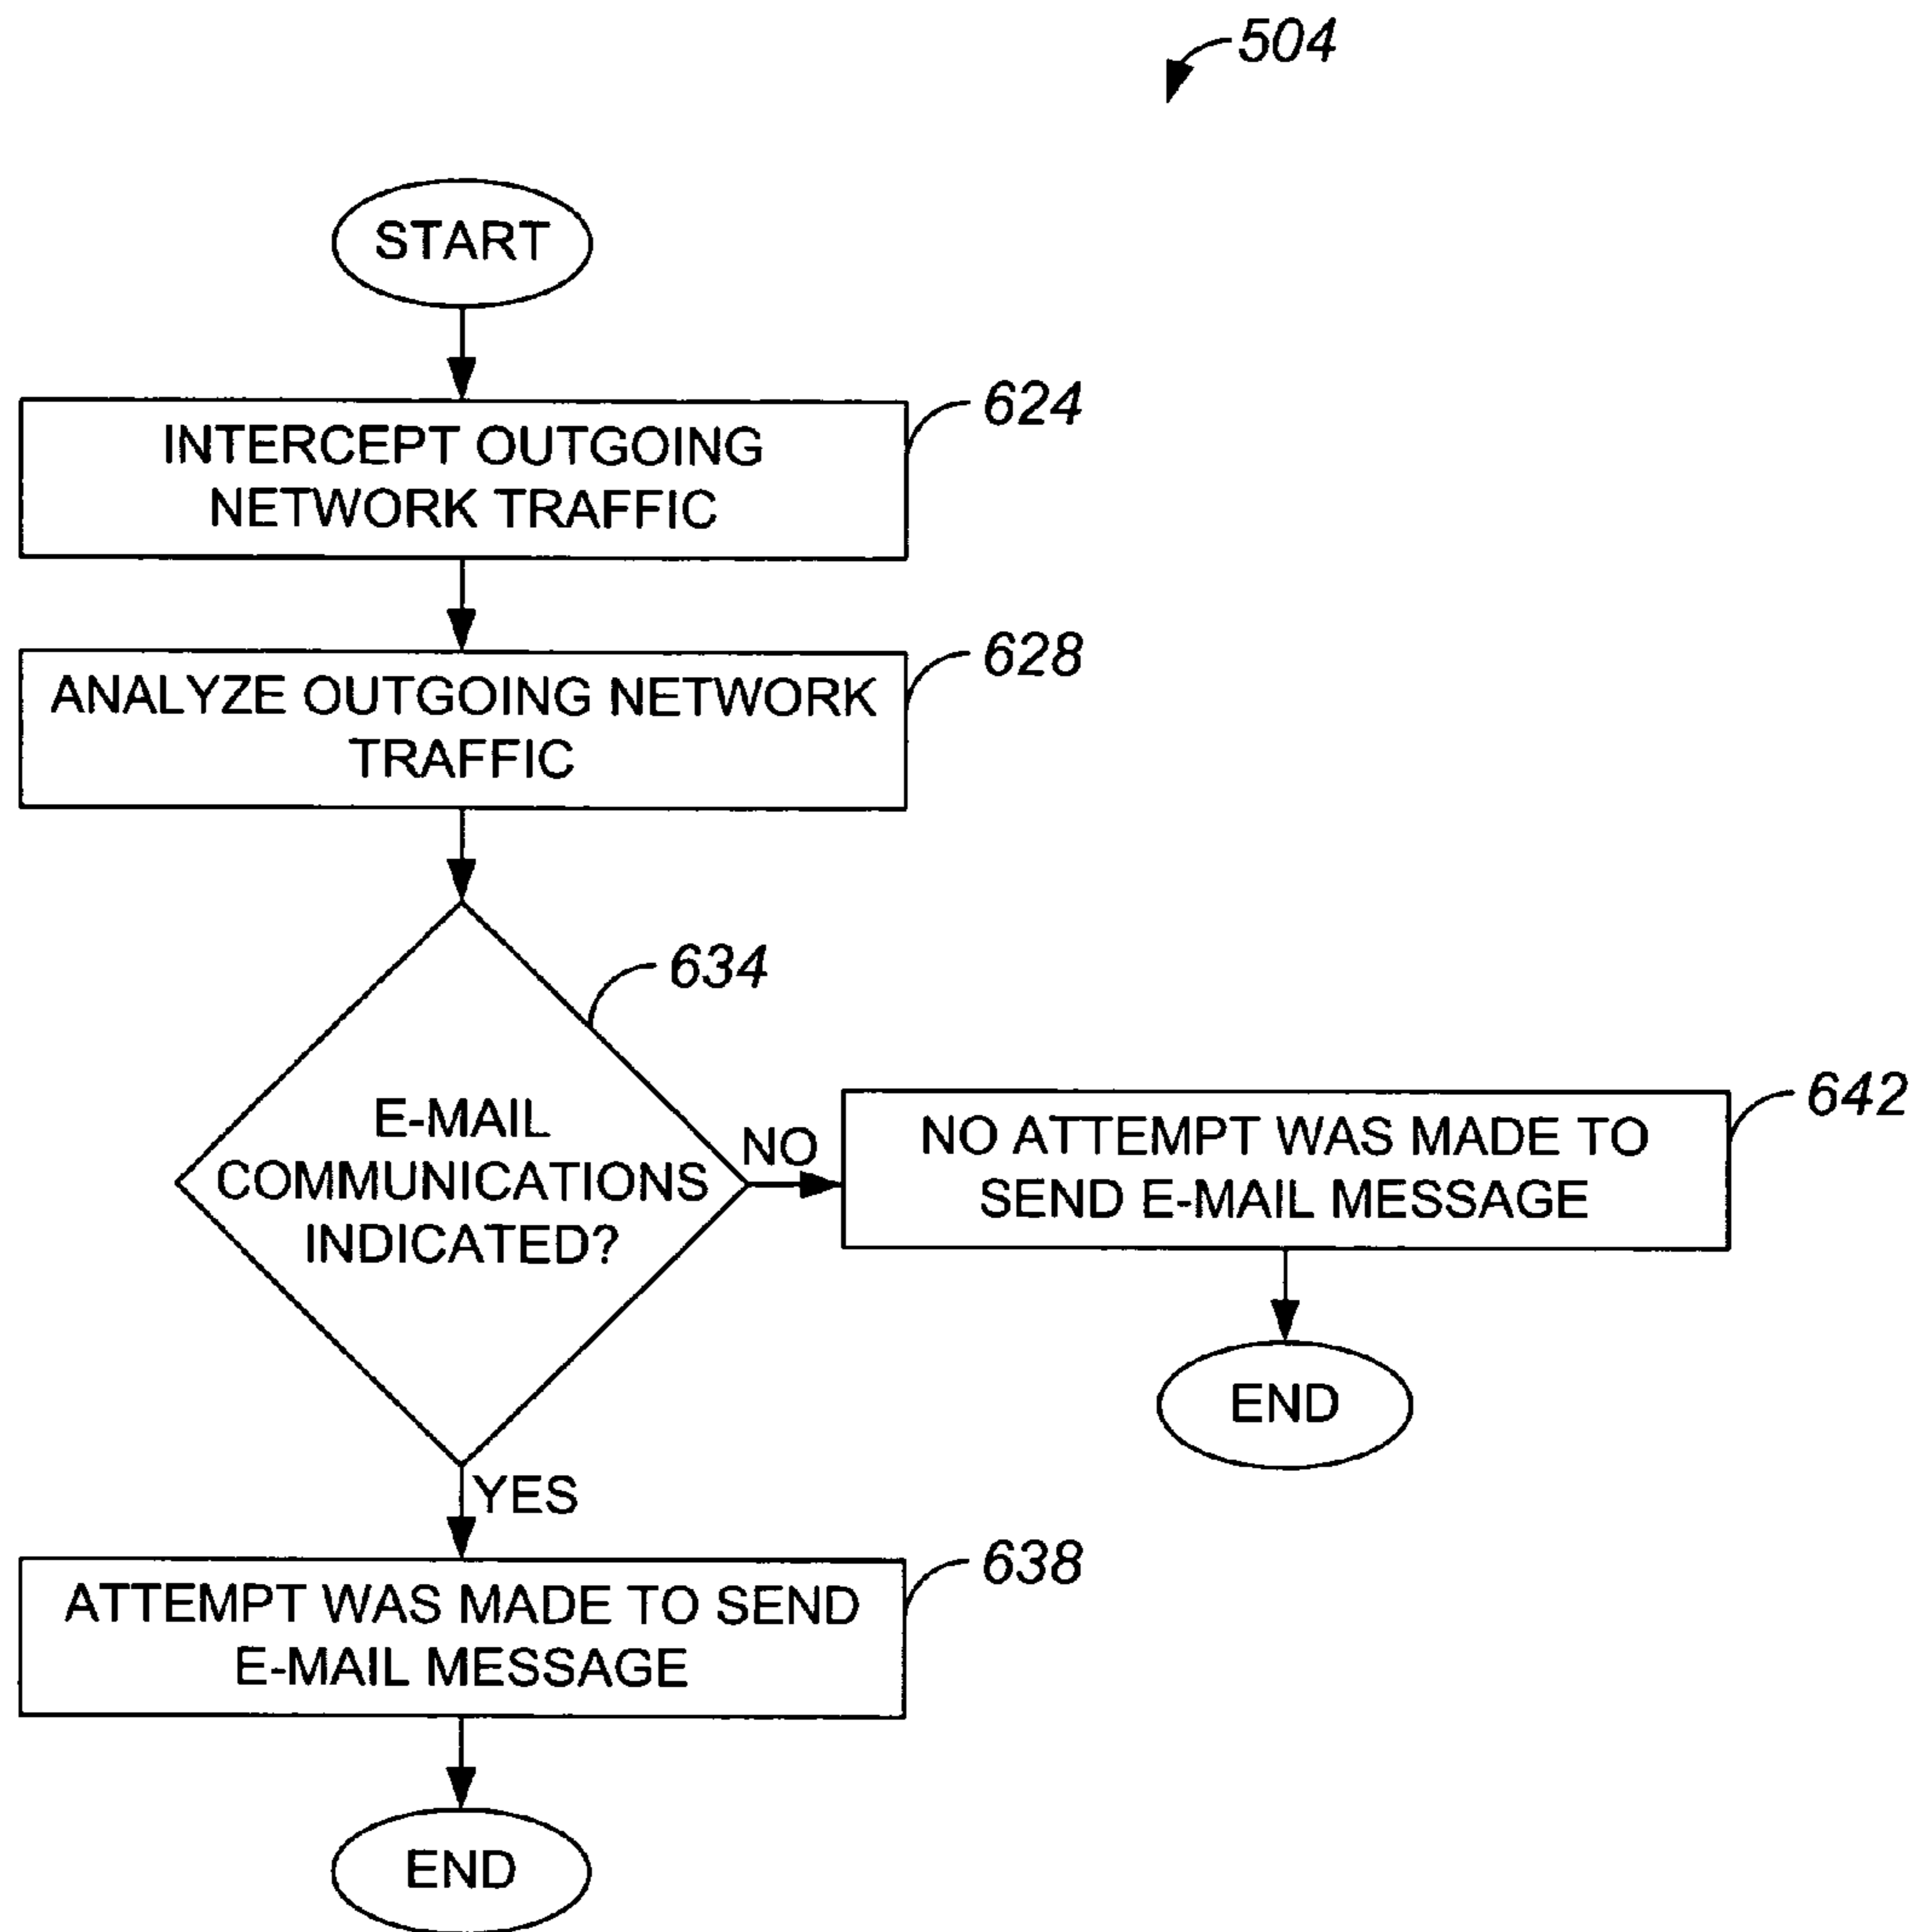 504
START
624
INTERCEPT OUTGOING
NETWORK TRAFFIC
628
ANALYZE OUTGOING NETWORK
TRAFFIC
634
E-MAIL
COMMUNICATIONS
INDICATED?
NO
642
NO ATTEMPT WAS MADE TO
SEND E-MAIL MESSAGE
END
YES
638
ATTEMPT WAS MADE TO SEND
E-MAIL MESSAGE
END